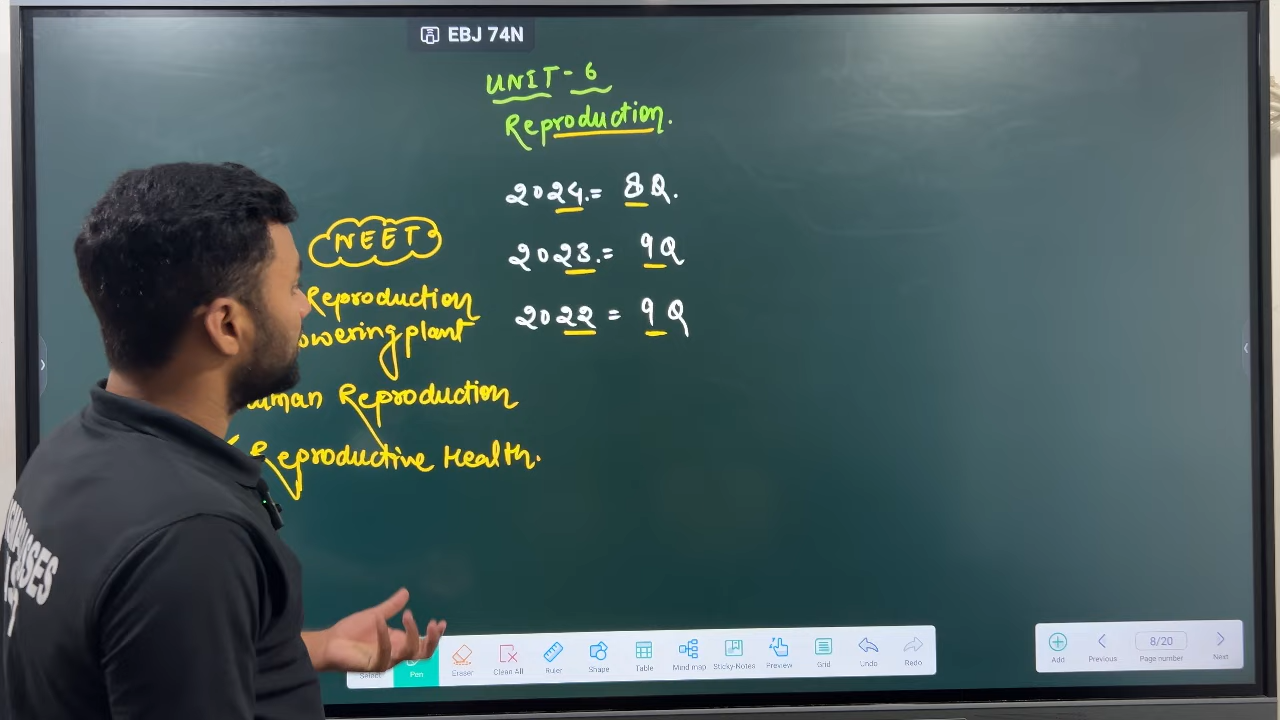 EBJ 74N
UNIT - 6
Reproduction.
2024. = 8Q.
2023. = 9Q
2022 = 9Q
NEET
Reproduction
owering plant
uman Reproduction
Reproductive Health.
Select
Pen
Eraser
Clean All
Ruler
Shape
Table
Mind map
Sticky-Notes
Preview
Grid
Undo
Redo
Add
Previous
8/20
Page number
Next